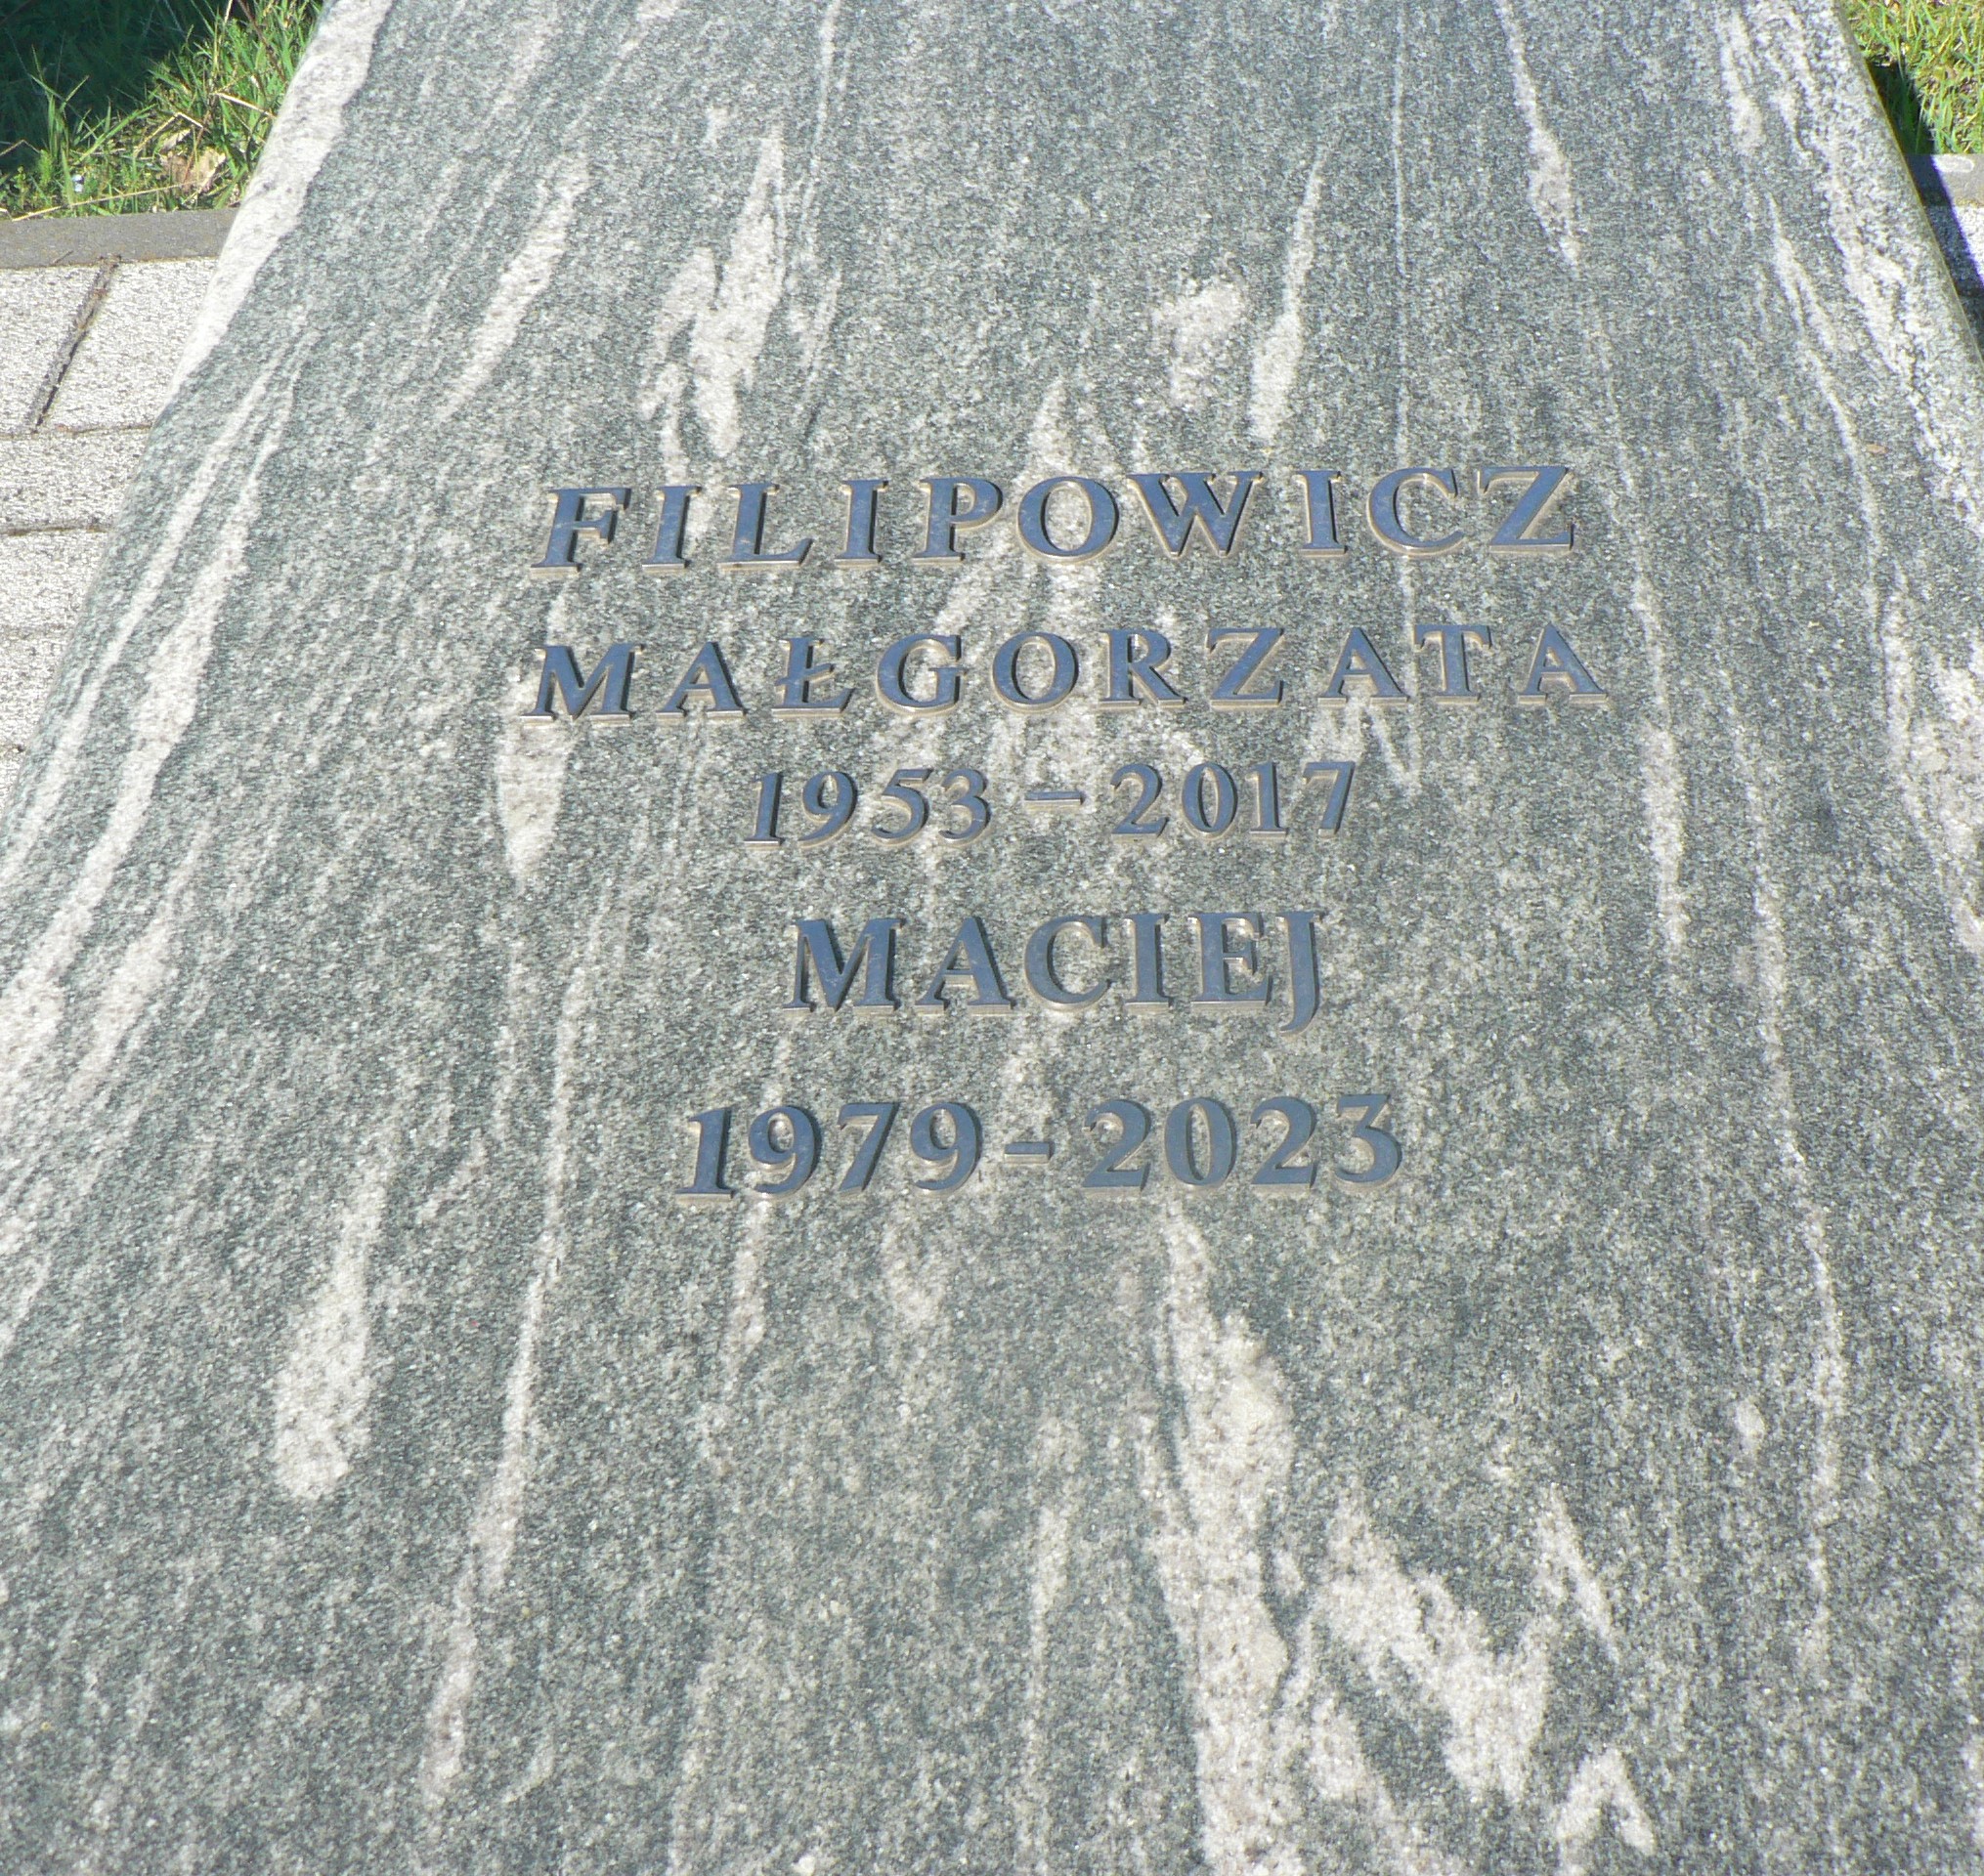 FILIPOWICZ
MAŁGORZATA
1953 – 2017
MACIEJ
1979 - 2023